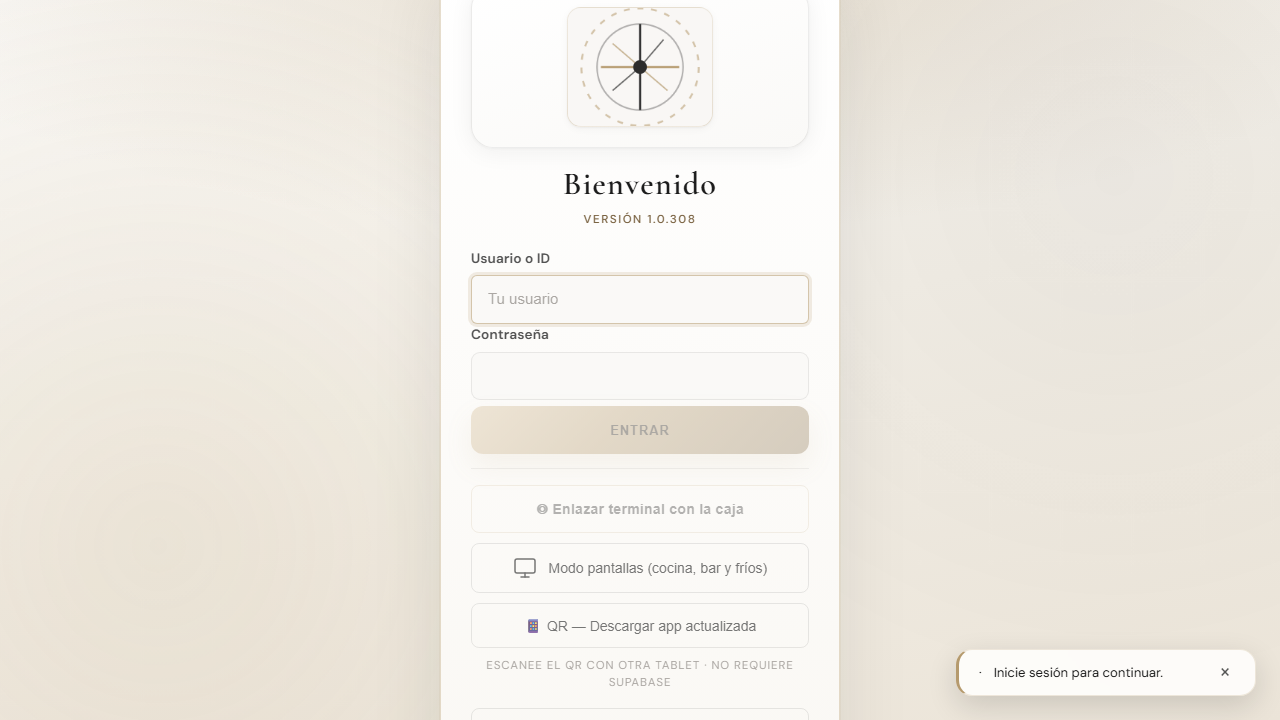 Bienvenido
VERSIÓN 1.0.308
Usuario o ID
Tu usuario
Contraseña
ENTRAR
Enlazar terminal con la caja
Modo pantallas (cocina, bar y fríos)
QR — Descargar app actualizada
ESCANEE EL QR CON OTRA TABLET · NO REQUIERE
SUPABASE
· Inicie sesión para continuar. ×